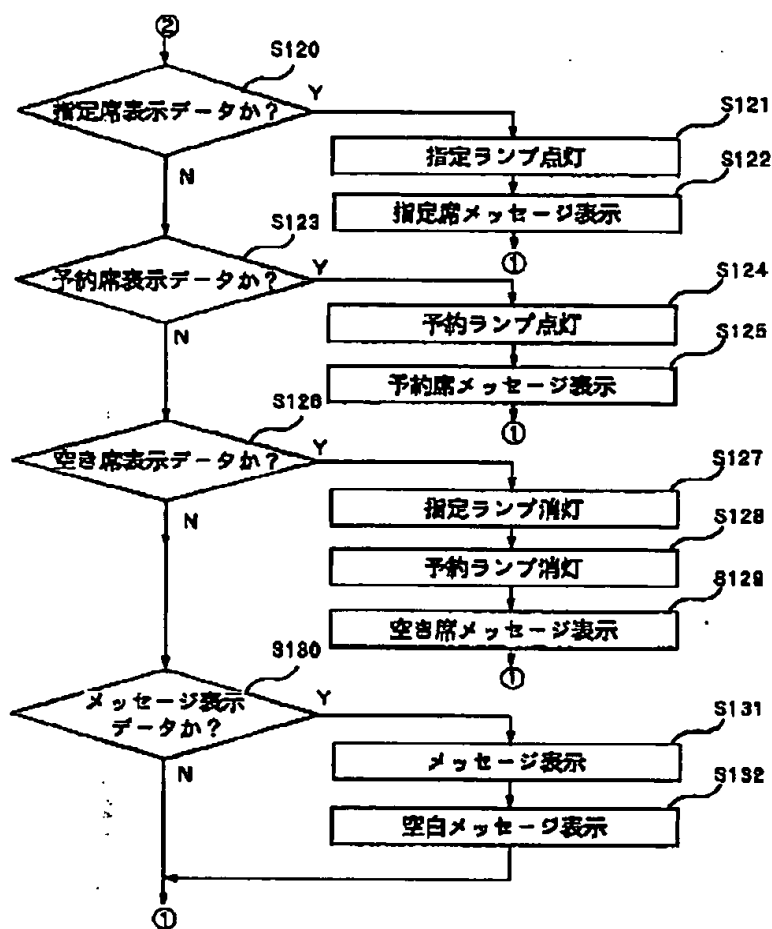 ②
S120
指定席表示データか?
Y
S121
指定ランプ点灯
S122
指定席メッセージ表示
①
N
S123
予約席表示データか?
Y
S124
予約ランプ点灯
S125
予約席メッセージ表示
①
N
S126
空き席表示データか?
Y
S127
指定ランプ消灯
S128
予約ランプ消灯
S129
空き席メッセージ表示
①
N
S130
メッセージ表示
データか?
Y
S131
メッセージ表示
S132
空白メッセージ表示
N
①